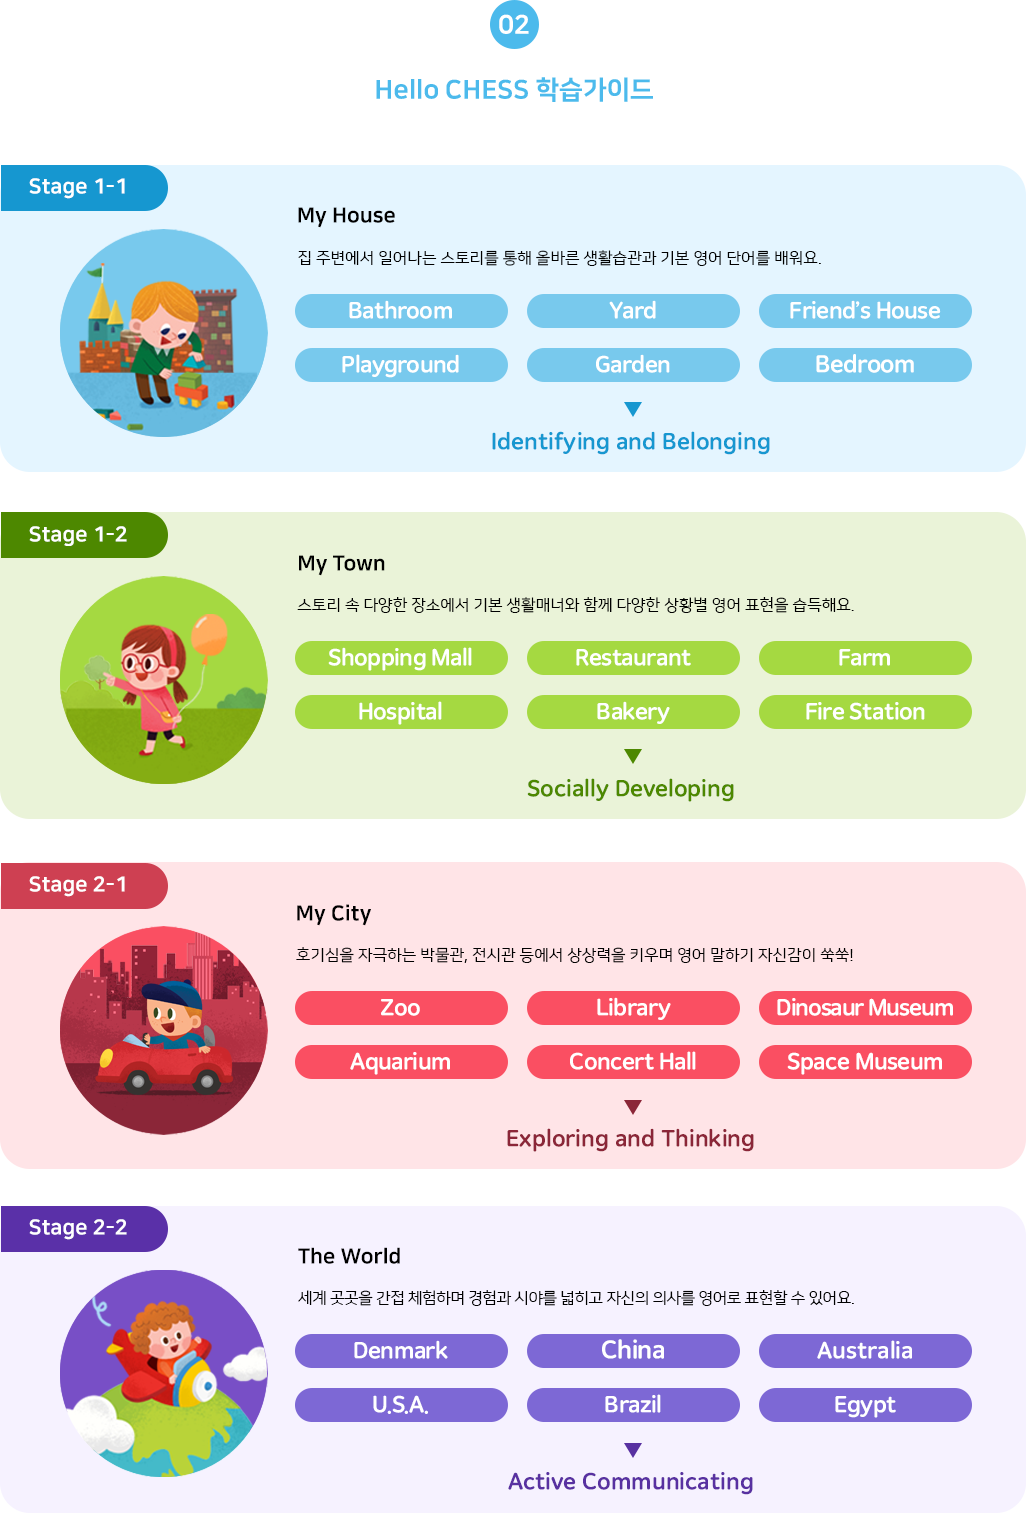 02
Hello CHESS 학습가이드
Stage 1-1
My House
집 주변에서 일어나는 스토리를 통해 올바른 생활습관과 기본 영어 단어를 배워요.
Bathroom Yard Friend's House
Playground Garden Bedroom
▼
Identifying and Belonging
Stage 1-2
My Town
스토리 속 다양한 장소에서 기본 생활매너와 함께 다양한 상황별 영어 표현을 습득해요.
Shopping Mall Restaurant Farm
Hospital Bakery Fire Station
▼
Socially Developing
Stage 2-1
My City
호기심을 자극하는 박물관, 전시관 등에서 상상력을 키우며 영어 말하기 자신감이 쑥쑥!
Zoo Library Dinosaur Museum
Aquarium Concert Hall Space Museum
▼
Exploring and Thinking
Stage 2-2
The World
세계 곳곳을 간접 체험하며 경험과 시야를 넓히고 자신의 의사를 영어로 표현할 수 있어요.
Denmark China Australia
U.S.A. Brazil Egypt
▼
Active Communicating